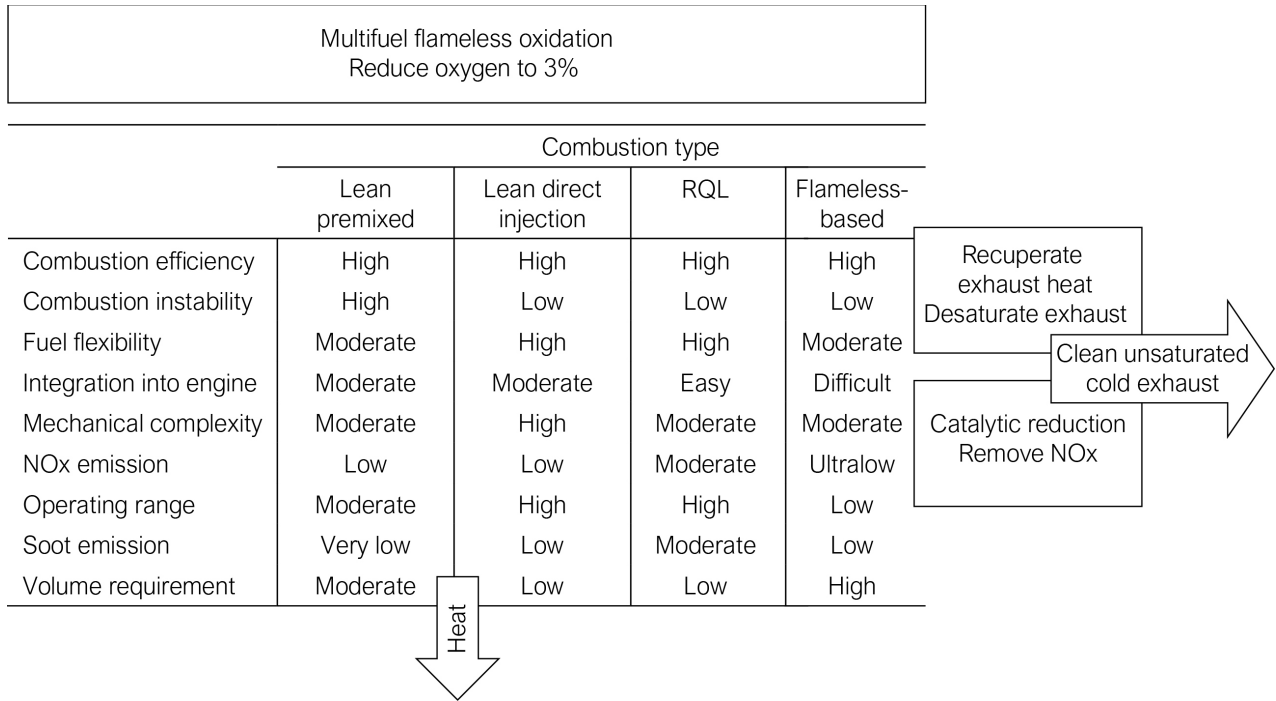 Multifuel flameless oxidation
Reduce oxygen to 3%
Combustion type
Lean premixed Lean direct injection RQL Flameless-based
Combustion efficiency High High High High
Combustion instability High Low Low Low
Fuel flexibility Moderate High High Moderate
Integration into engine Moderate Moderate Easy Difficult
Mechanical complexity Moderate High Moderate Moderate
NOx emission Low Low Moderate Ultralow
Operating range Moderate High High Low
Soot emission Very low Low Moderate Low
Volume requirement Moderate Low Low High
Recuperate
exhaust heat
Desaturate exhaust
Clean unsaturated
cold exhaust
Catalytic reduction
Remove NOx
Heat